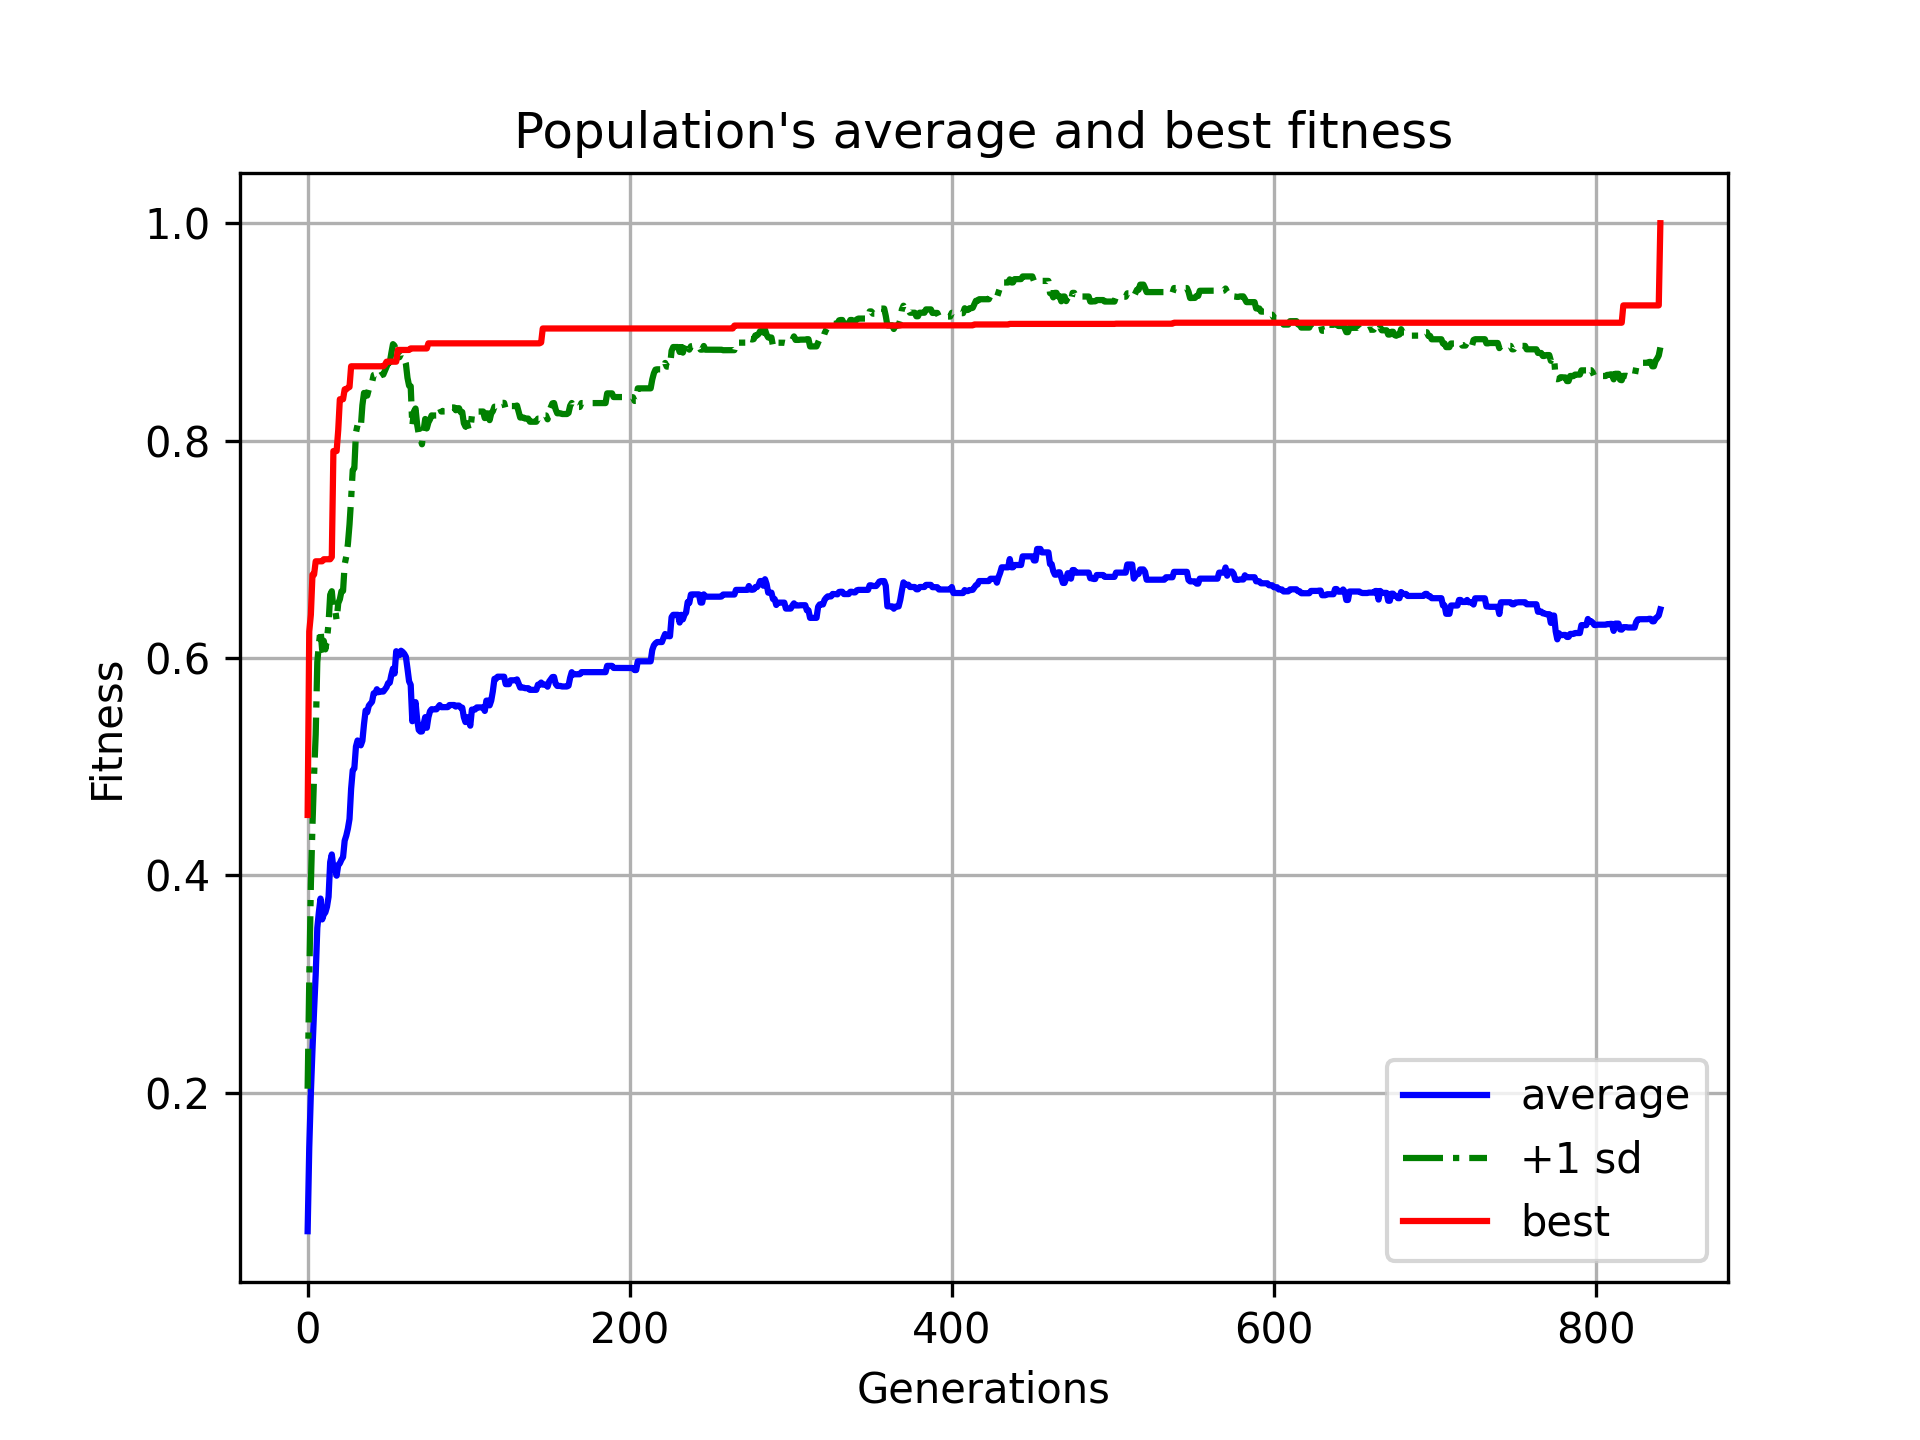 Population's average and best fitness
1.0
0.8
0.6
0.4
0.2
Fitness
0 200 400 600 800
Generations
average
+1 sd
best